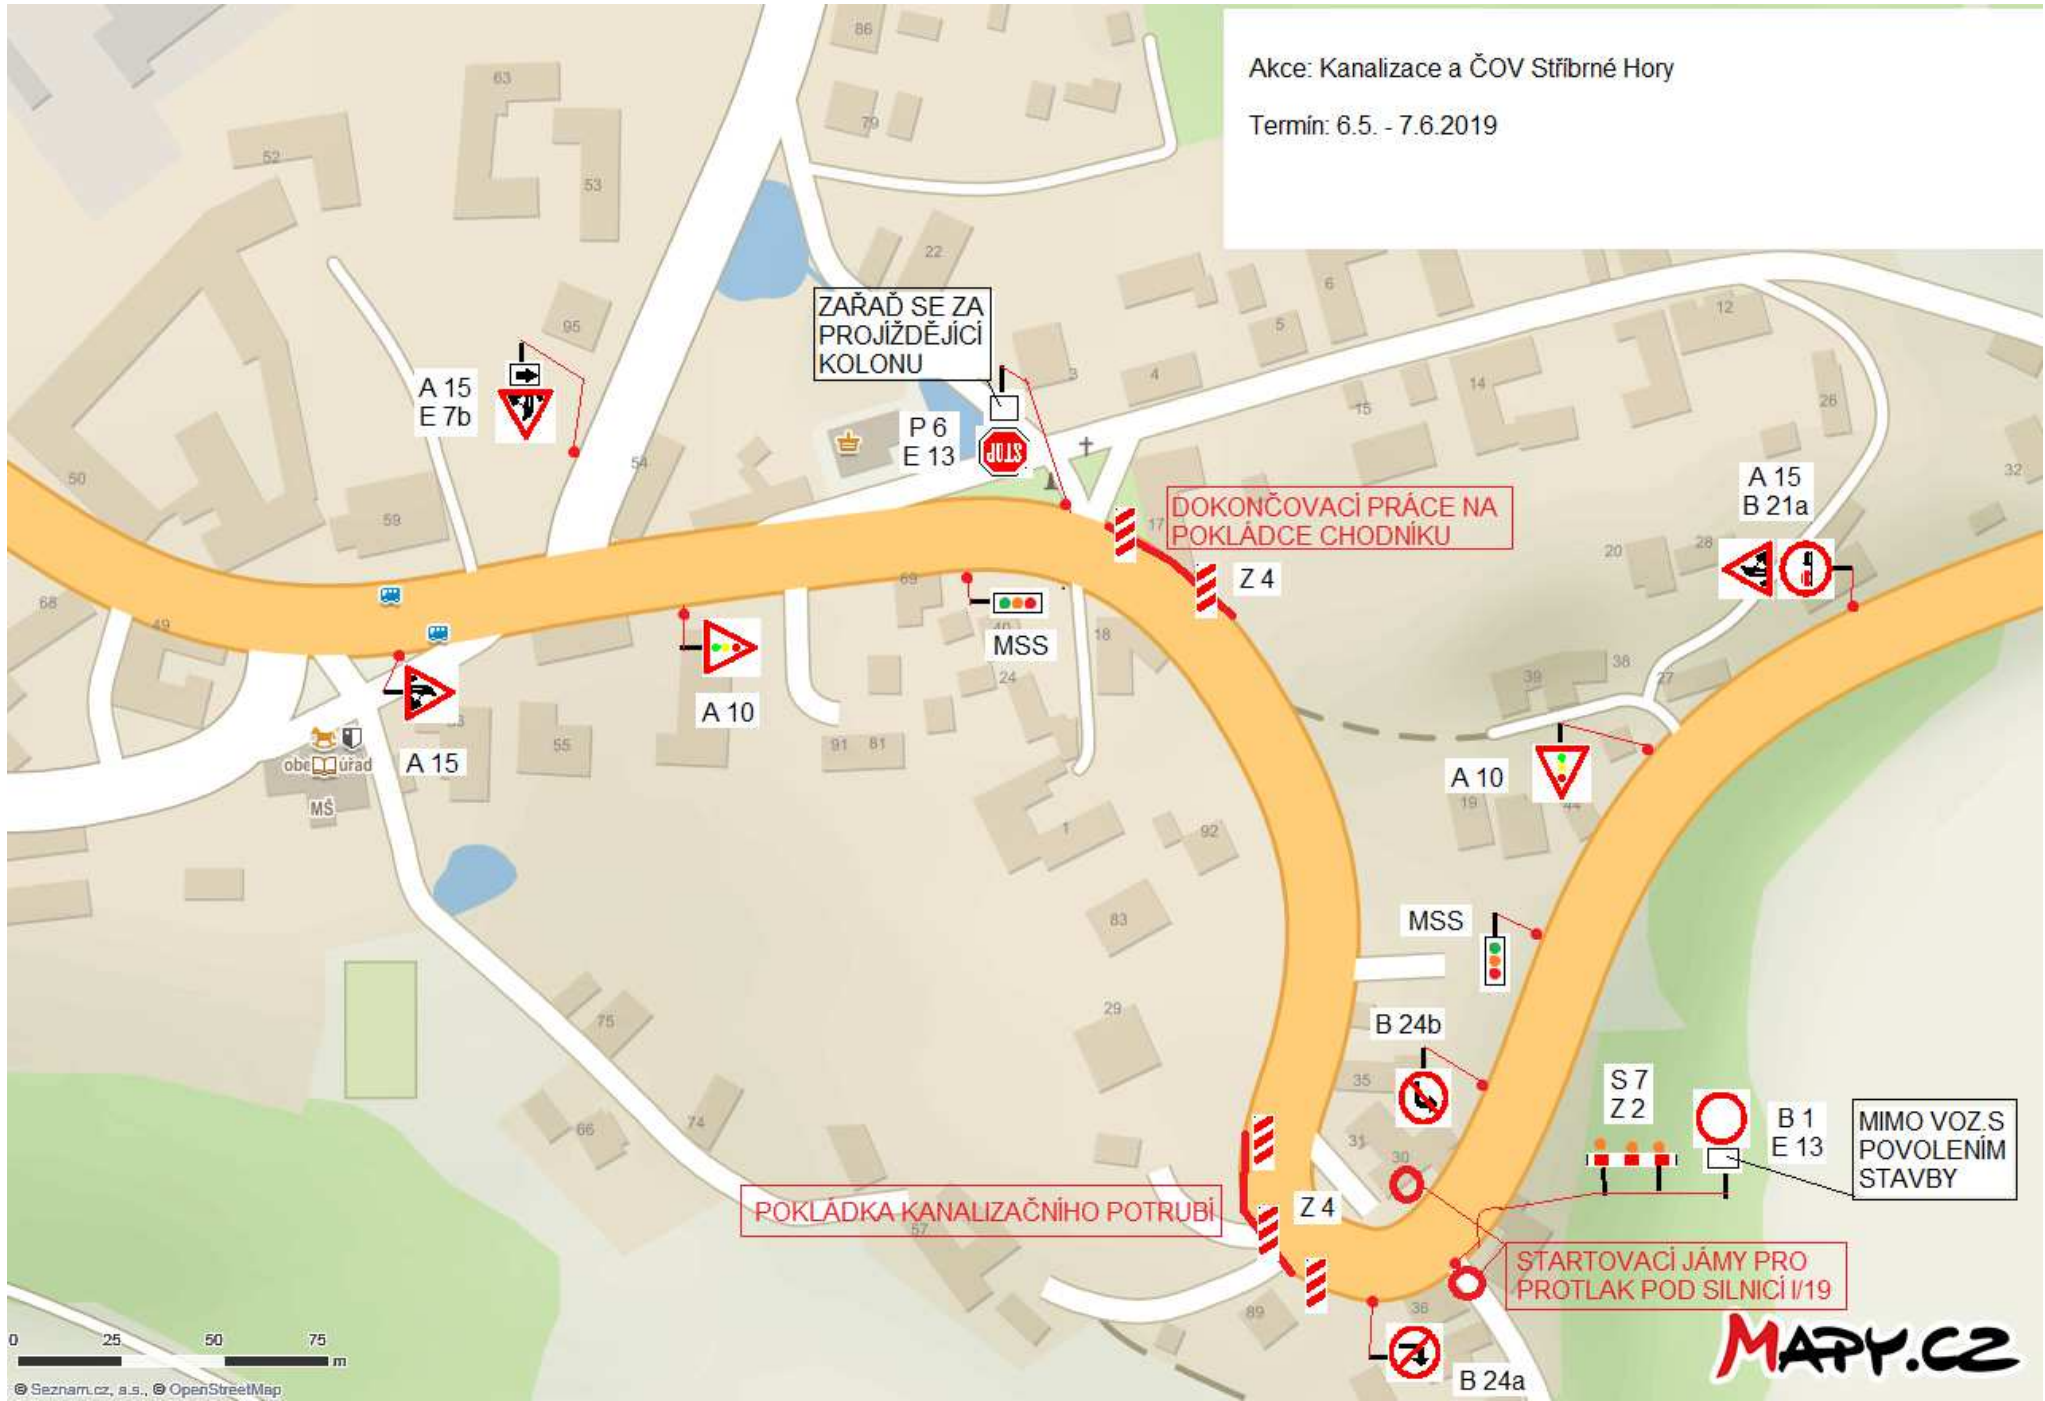 Akce: Kanalizace a ČOV Stříbrné Hory
Termín: 6.5. - 7.6.2019
86
63
79
52
53
22
6
ZAŘAĎ SE ZA
PROJÍŽDĚJÍCÍ
KOLONU
12
95
5
A 15
E 7b
3
4
14
15
26
P 6
E 13
STOP
54
50
32
A 15
B 21a
DOKONČOVACÍ PRÁCE NA
POKLÁDCE CHODNÍKU
17
59
20
28
Z 4
69
68
49
40
MSS
18
38
24
39
27
A 10
55
91
81
obe
úřad
A 15
A 10
MŠ
19
44
1
92
83
MSS
29
75
B 24b
35
S 7
Z 2
74
66
B 1
E 13
MIMO VOZ.S
POVOLENÍM
STAVBY
31
30
POKLÁDKA KANALIZAČNÍHO POTRUBÍ
Z 4
57
STARTOVACÍ JÁMY PRO
PROTLAK POD SILNICÍ I/19
89
36
B 24a
0 25 50 75
m
MAPY.CZ
© Seznam.cz, a.s., © OpenStreetMap